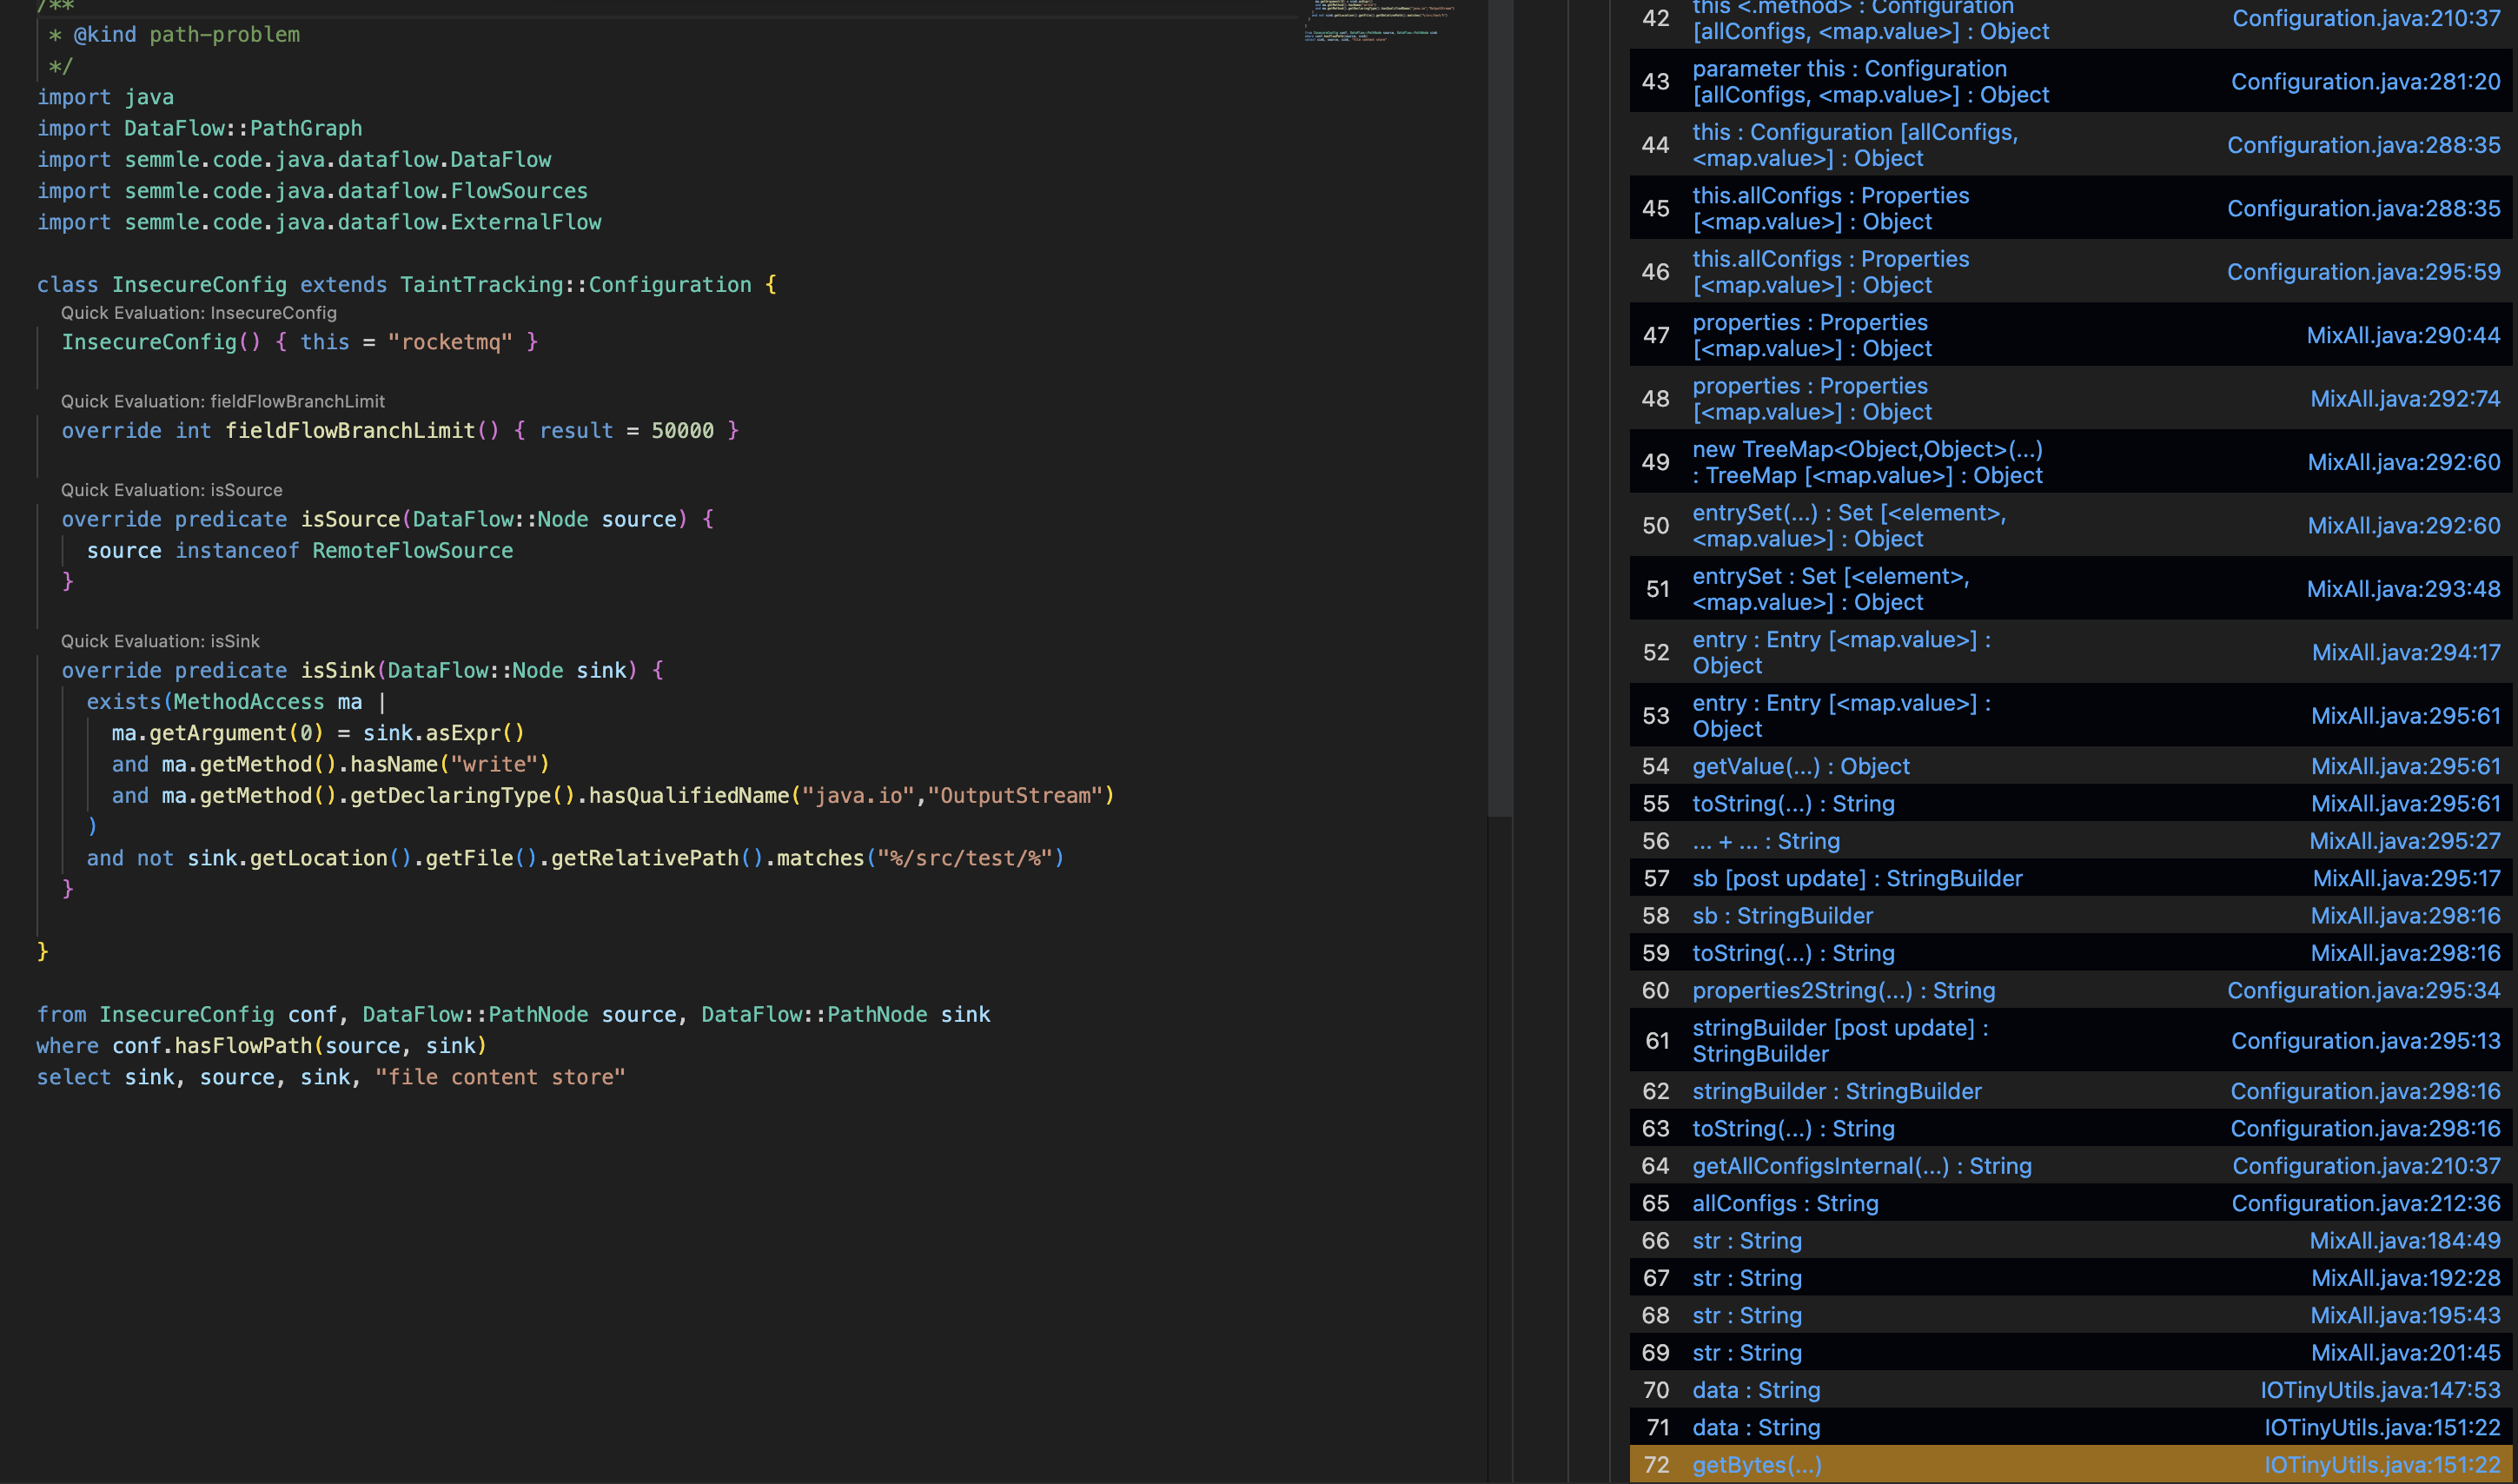 /**
 * @kind path-problem
 */
import java
import DataFlow::PathGraph
import semmle.code.java.dataflow.DataFlow
import semmle.code.java.dataflow.FlowSources
import semmle.code.java.dataflow.ExternalFlow
class InsecureConfig extends TaintTracking::Configuration {
Quick Evaluation: InsecureConfig
InsecureConfig() { this = "rocketmq" }
Quick Evaluation: fieldFlowBranchLimit
override int fieldFlowBranchLimit() { result = 50000 }
Quick Evaluation: isSource
override predicate isSource(DataFlow::Node source) {
source instanceof RemoteFlowSource
}
Quick Evaluation: isSink
override predicate isSink(DataFlow::Node sink) {
exists(MethodAccess ma |
ma.getArgument(0) = sink.asExpr()
and ma.getMethod().hasName("write")
and ma.getMethod().getDeclaringType().hasQualifiedName("java.io","OutputStream")
)
and not sink.getLocation().getFile().getRelativePath().matches("%/src/test/%")
}
}
from InsecureConfig conf, DataFlow::PathNode source, DataFlow::PathNode sink
where conf.hasFlowPath(source, sink)
select sink, source, sink, "file content store"
42 this <.method> : Configuration
[allConfigs, <map.value>] : Object Configuration.java:210:37
43 parameter this : Configuration
[allConfigs, <map.value>] : Object Configuration.java:281:20
44 this : Configuration [allConfigs,
<map.value>] : Object Configuration.java:288:35
45 this.allConfigs : Properties
[<map.value>] : Object Configuration.java:288:35
46 this.allConfigs : Properties
[<map.value>] : Object Configuration.java:295:59
47 properties : Properties
[<map.value>] : Object MixAll.java:290:44
48 properties : Properties
[<map.value>] : Object MixAll.java:292:74
49 new TreeMap<Object,Object>(...)
: TreeMap [<map.value>] : Object MixAll.java:292:60
50 entrySet(...) : Set [<element>,
<map.value>] : Object MixAll.java:292:60
51 entrySet : Set [<element>,
<map.value>] : Object MixAll.java:293:48
52 entry : Entry [<map.value>] :
Object MixAll.java:294:17
53 entry : Entry [<map.value>] :
Object MixAll.java:295:61
54 getValue(...) : Object MixAll.java:295:61
55 toString(...) : String MixAll.java:295:61
56 ... + ... : String MixAll.java:295:27
57 sb [post update] : StringBuilder MixAll.java:295:17
58 sb : StringBuilder MixAll.java:298:16
59 toString(...) : String MixAll.java:298:16
60 properties2String(...) : String Configuration.java:295:34
61 stringBuilder [post update] :
StringBuilder Configuration.java:295:13
62 stringBuilder : StringBuilder Configuration.java:298:16
63 toString(...) : String Configuration.java:298:16
64 getAllConfigsInternal(...) : String Configuration.java:210:37
65 allConfigs : String Configuration.java:212:36
66 str : String MixAll.java:184:49
67 str : String MixAll.java:192:28
68 str : String MixAll.java:195:43
69 str : String MixAll.java:201:45
70 data : String IOTinyUtils.java:147:53
71 data : String IOTinyUtils.java:151:22
72 getBytes(...) IOTinyUtils.java:151:22